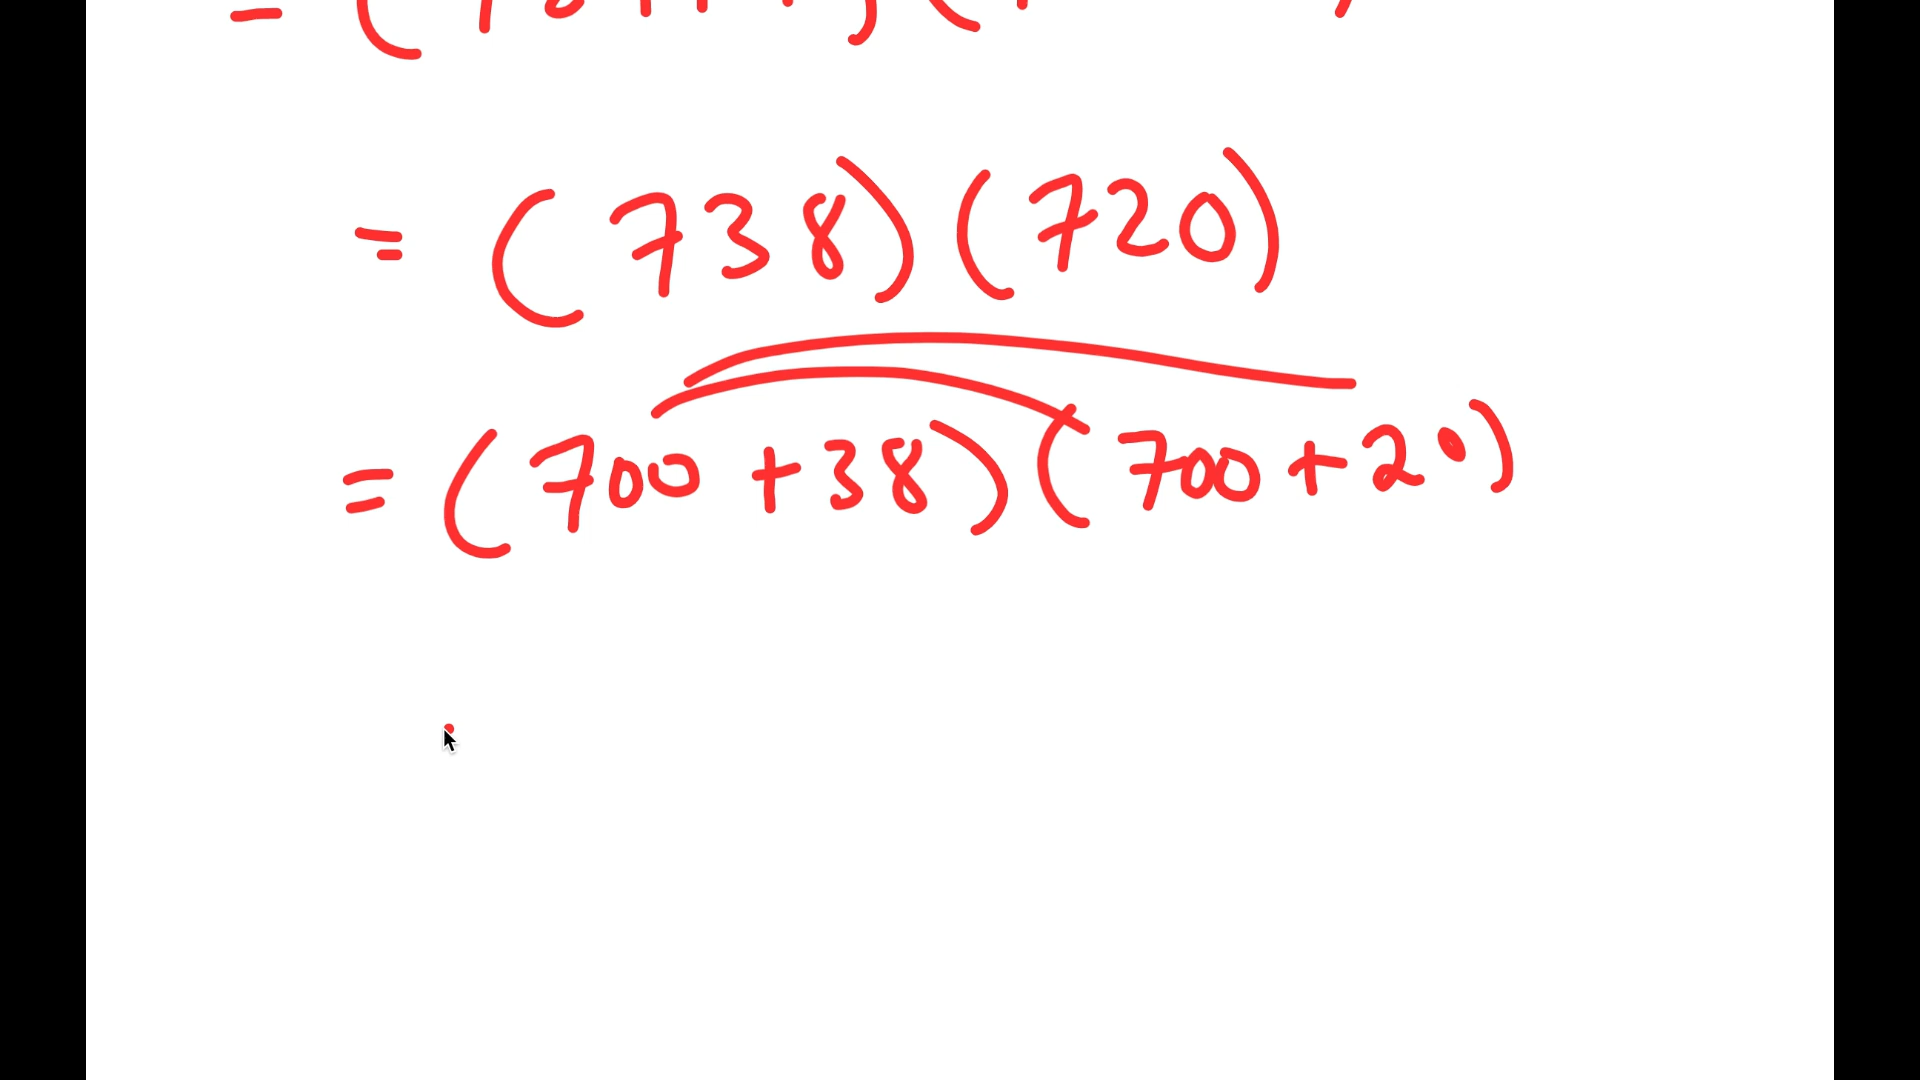 = (738)(720)
= (700 + 38)(700 + 20)